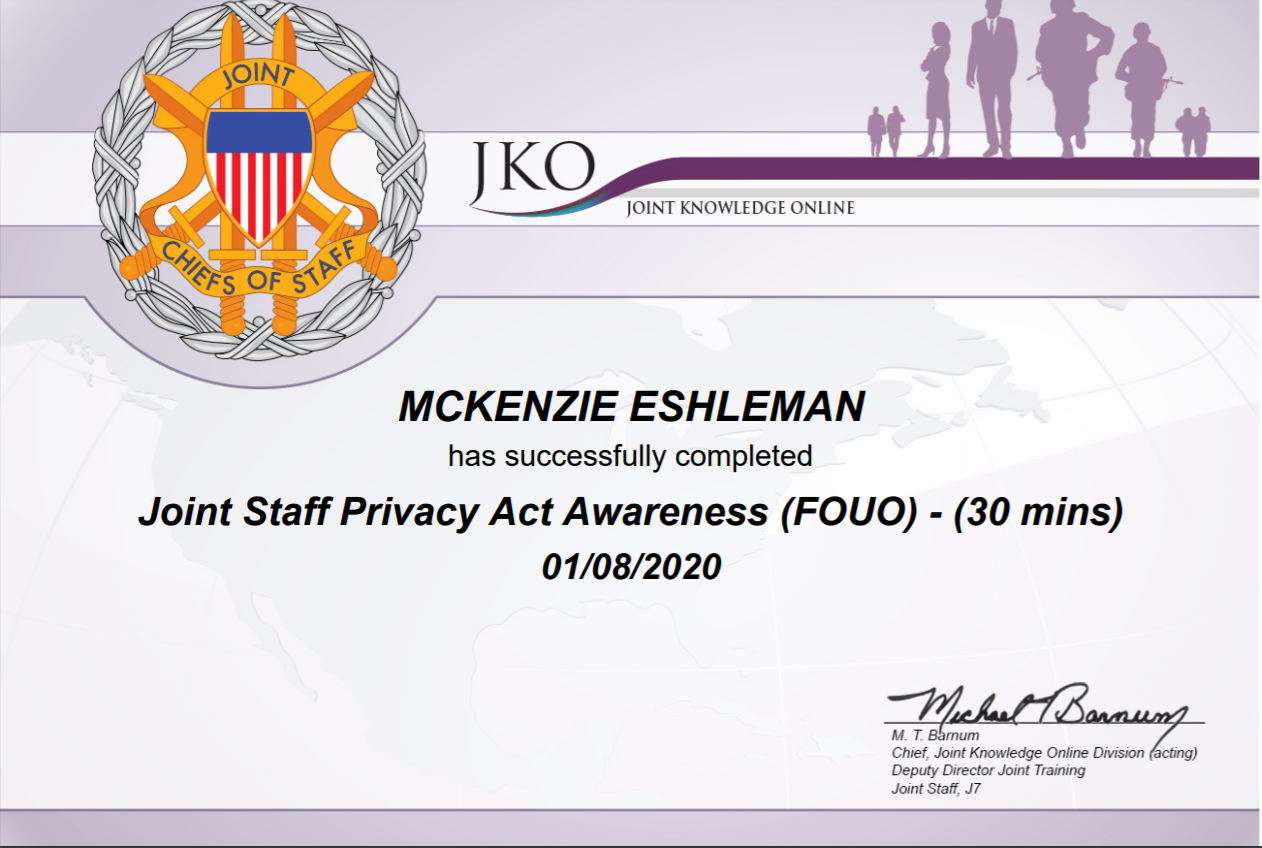 JOINT
CHIEFS OF STAFF
JKO
JOINT KNOWLEDGE ONLINE
MCKENZIE ESHLEMAN
has successfully completed
Joint Staff Privacy Act Awareness (FOUO) - (30 mins)
01/08/2020
Michael T Barnum
M. T. Barnum
Chief, Joint Knowledge Online Division (acting)
Deputy Director Joint Training
Joint Staff, J7